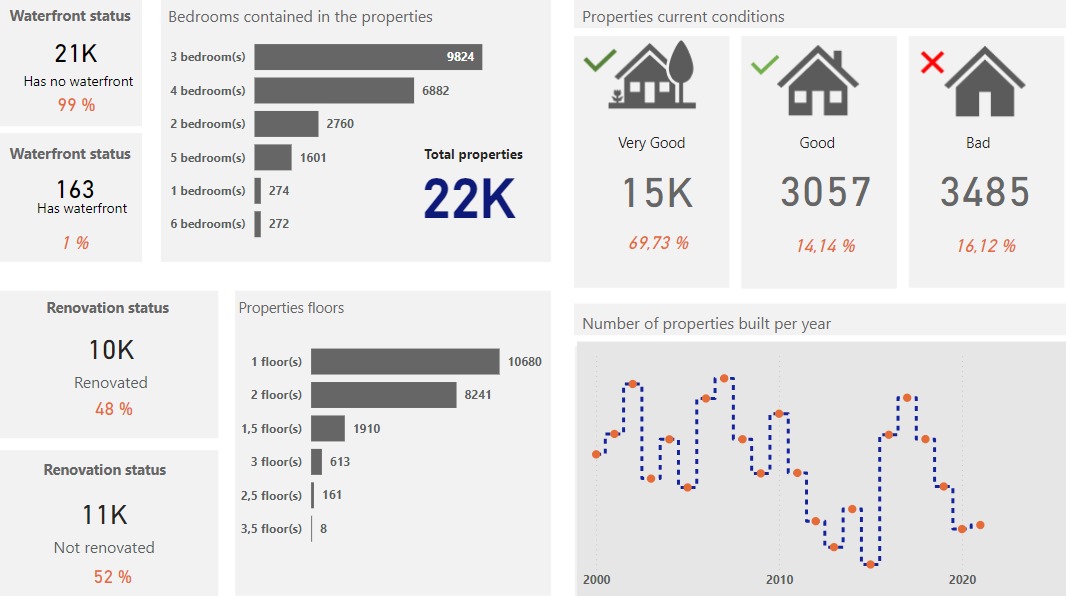 Waterfront status
21K
Has no waterfront
99 %
Waterfront status
163
Has waterfront
1 %
Bedrooms contained in the properties
3 bedroom(s) 9824
4 bedroom(s) 6882
2 bedroom(s) 2760
5 bedroom(s) 1601
1 bedroom(s) 274
6 bedroom(s) 272
Total properties
22K
Properties current conditions
Very Good
15K
69,73 %
Good
3057
14,14 %
Bad
3485
16,12 %
Renovation status
10K
Renovated
48 %
Renovation status
11K
Not renovated
52 %
Properties floors
1 floor(s) 10680
2 floor(s) 8241
1,5 floor(s) 1910
3 floor(s) 613
2,5 floor(s) 161
3,5 floor(s) 8
Number of properties built per year
2000 2010 2020